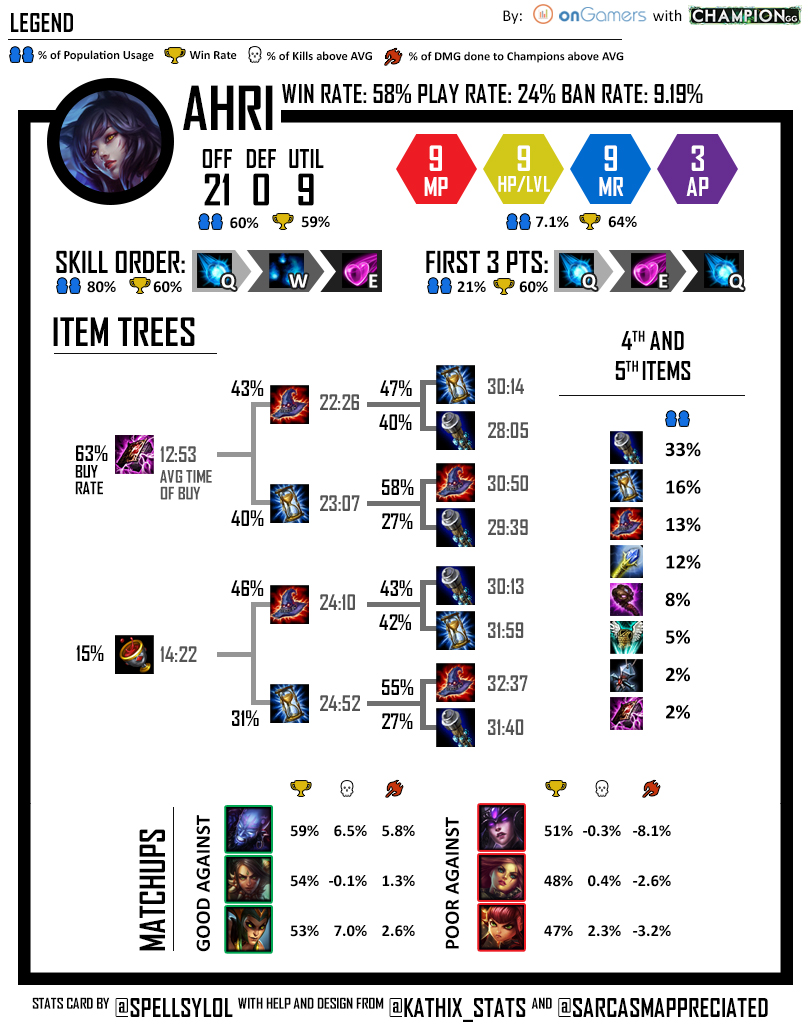 LEGEND
By: onGamers with CHAMPION.GG
% of Population Usage Win Rate % of Kills above AVG % of DMG done to Champions above AVG
AHRI WIN RATE: 58% PLAY RATE: 24% BAN RATE: 9.19%
OFF DEF UTIL
21 0 9
60% 59%
9 MP
9 HP/LVL
9 MR
3 AP
7.1% 64%
SKILL ORDER: Q W E
80% 60%
FIRST 3 PTS: Q E Q
21% 60%
ITEM TREES
63% BUY RATE
12:53 AVG TIME OF BUY
43% 22:26
47% 30:14
40% 28:05
40% 23:07
58% 30:50
27% 29:39
15% 14:22
46% 24:10
43% 30:13
42% 31:59
31% 24:52
55% 32:37
27% 31:40
4TH AND
5TH ITEMS
33%
16%
13%
12%
8%
5%
2%
2%
MATCHUPS
GOOD AGAINST
59% 6.5% 5.8%
54% -0.1% 1.3%
53% 7.0% 2.6%
POOR AGAINST
51% -0.3% -8.1%
48% 0.4% -2.6%
47% 2.3% -3.2%
STATS CARD BY @SPELLSYLOL WITH HELP AND DESIGN FROM @KATHIX_STATS AND @SARCASMAPPRECIATED